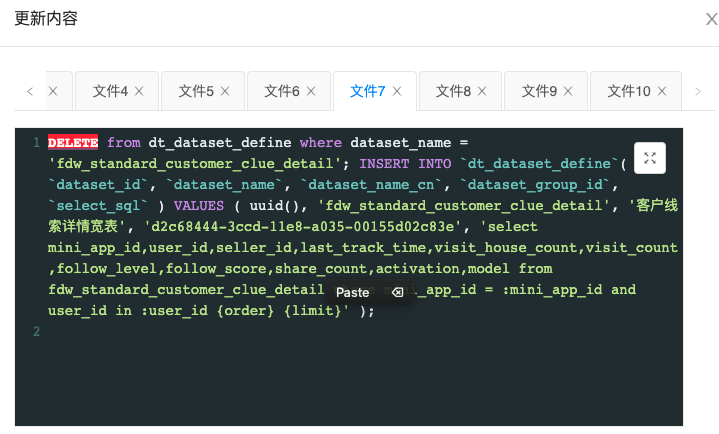 更新内容
文件4
文件5
文件6
文件7
文件8
文件9
文件10
1 DELETE from dt_dataset_define where dataset_name =
'fdw_standard_customer_clue_detail'; INSERT INTO `dt_dataset_define`(
`dataset_id`, `dataset_name`, `dataset_name_cn`, `dataset_group_id`,
`select_sql` ) VALUES ( uuid(), 'fdw_standard_customer_clue_detail', '客户线
索详情宽表', 'd2c68444-3ccd-11e8-a035-00155d02c83e', 'select
mini_app_id,user_id,seller_id,last_track_time,visit_house_count,visit_count
,follow_level,follow_score,share_count,activation,model from
fdw_standard_customer_clue_detail mini_app_id = :mini_app_id and
Paste
user_id in :user_id {order} {limit}' );
2